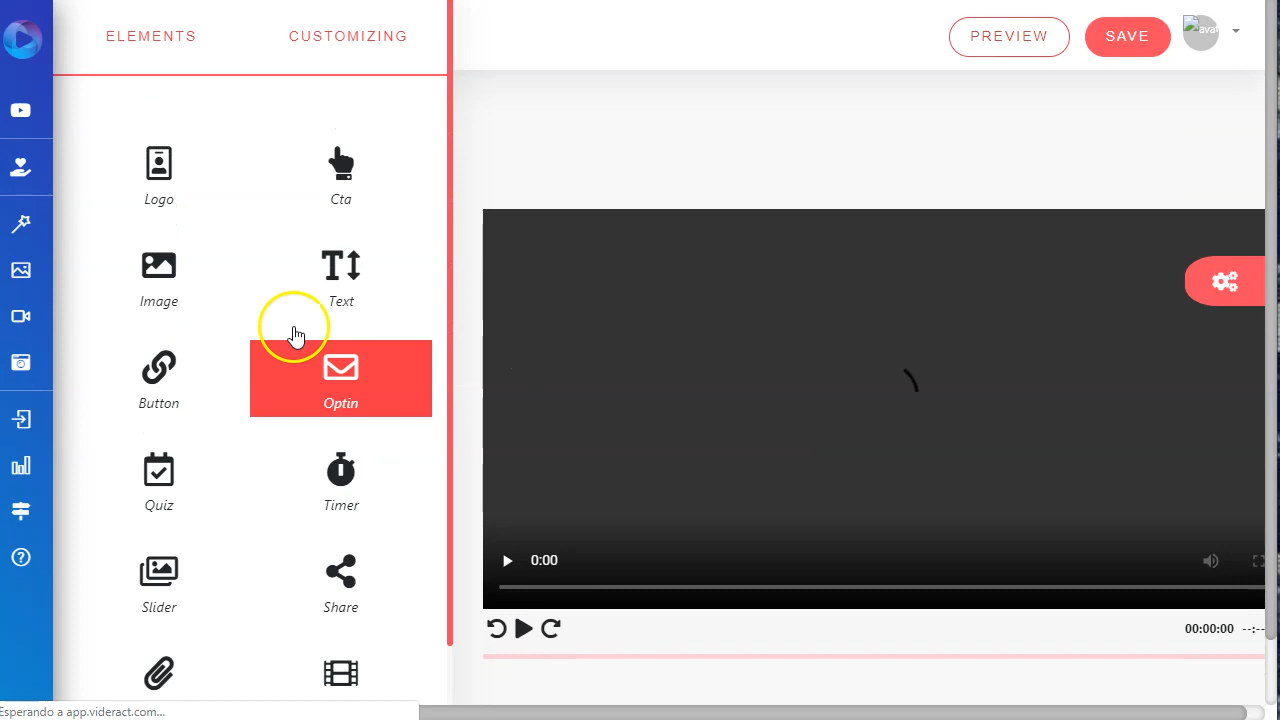 ELEMENTS CUSTOMIZING PREVIEW SAVE
Logo Cta
Image Text
Button Optin
Quiz Timer
Slider Share
0:00
00:00:00 --:--
Esperando a app.videract.com...